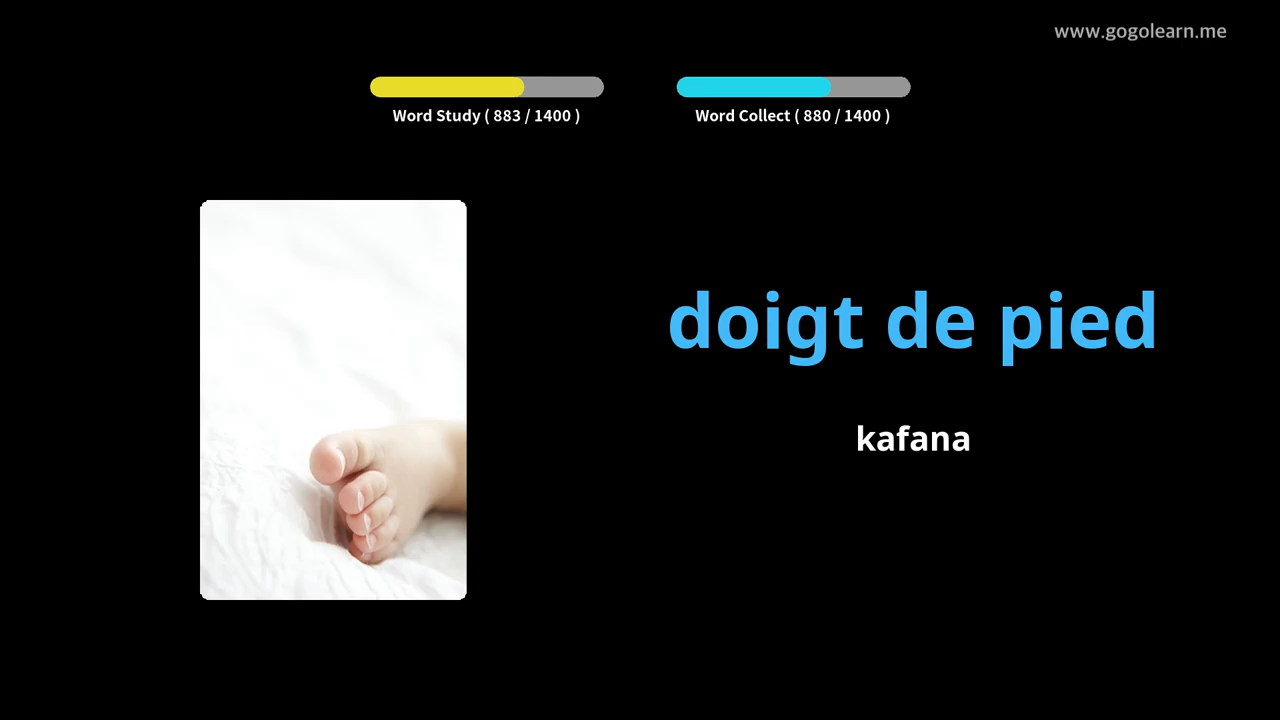 www.gogolearn.me
Word Study ( 883 / 1400 )
Word Collect ( 880 / 1400 )
doigt de pied
kafana